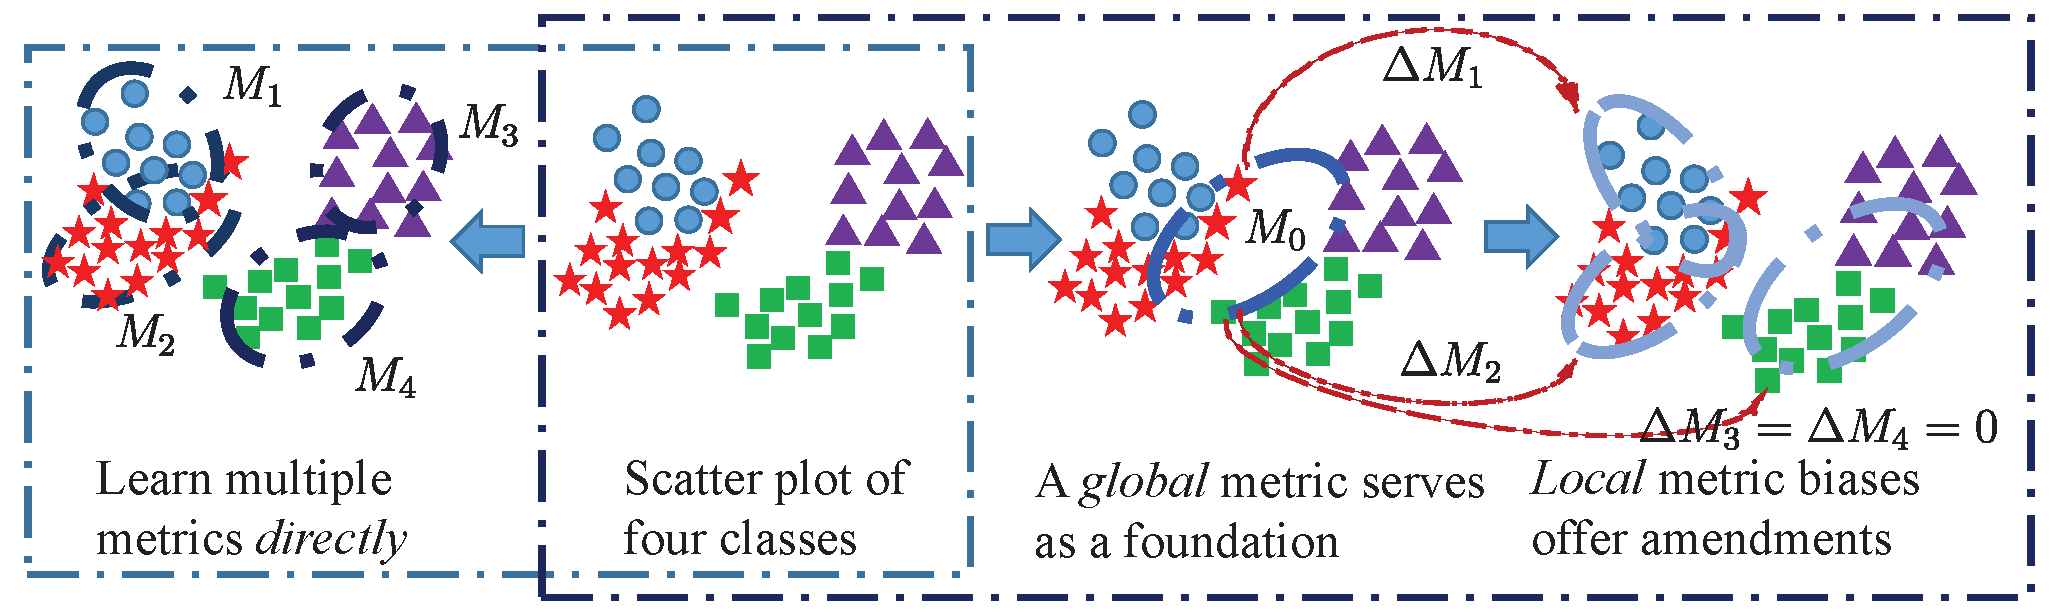 M₁
M₃
M₂
M₄
Learn multiple
metrics directly
Scatter plot of
four classes
M₀
A global metric serves
as a foundation
ΔM₁
ΔM₂
ΔM₃ = ΔM₄ = 0
Local metric biases
offer amendments